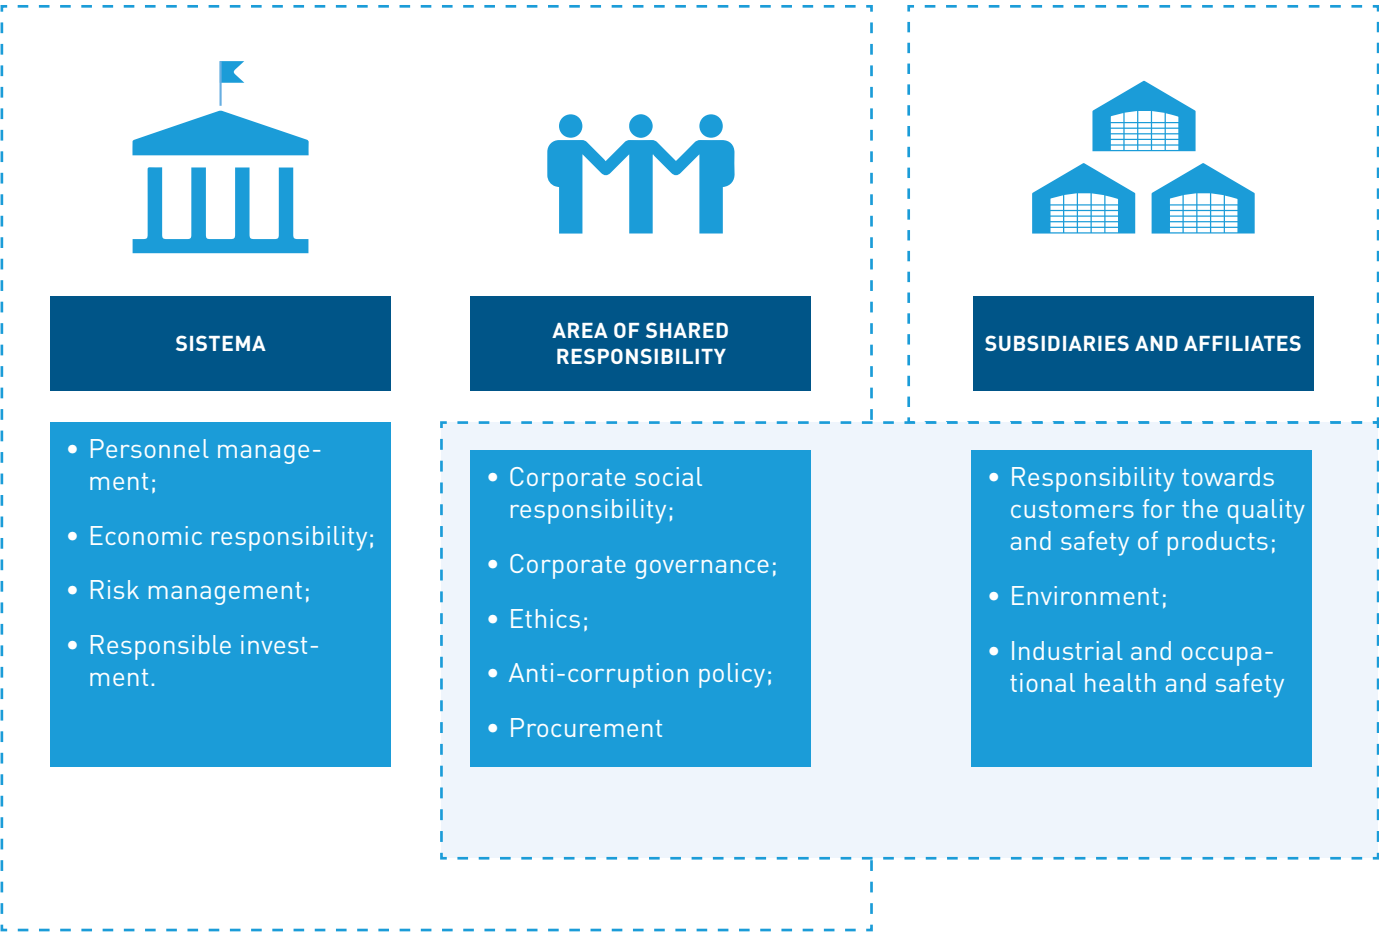 SISTEMA
AREA OF SHARED
RESPONSIBILITY
SUBSIDIARIES AND AFFILIATES
• Personnel manage-
ment;
• Economic responsibility;
• Risk management;
• Responsible invest-
ment.
• Corporate social
responsibility;
• Corporate governance;
• Ethics;
• Anti-corruption policy;
• Procurement
• Responsibility towards
customers for the quality
and safety of products;
• Environment;
• Industrial and occupa-
tional health and safety